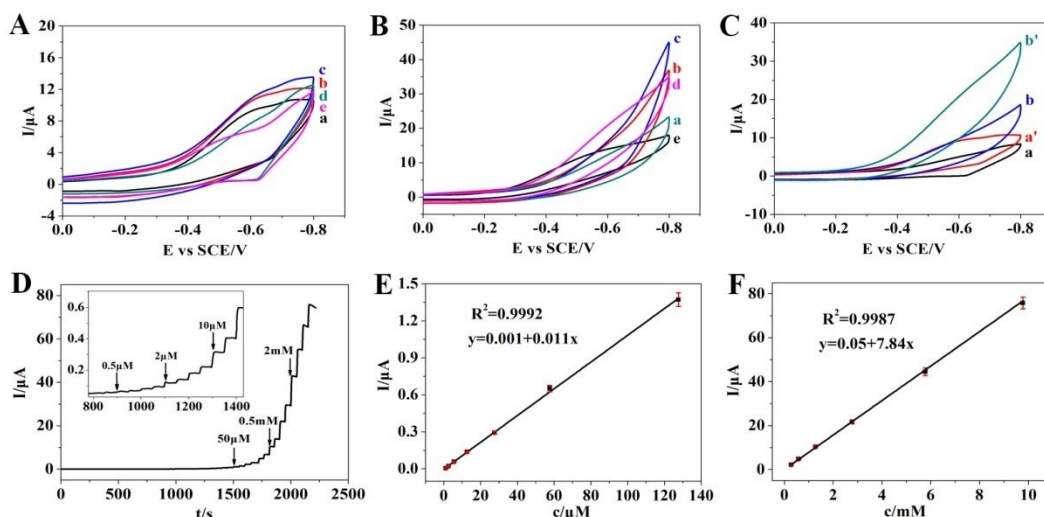 A
I/μA
20
16
12
8
4
0
-4
c
b
d
e
a
0.0
-0.2
-0.4
-0.6
-0.8
E vs SCE/V
B
I/μA
50
40
30
20
10
0
c
b
d
a
e
0.0
-0.2
-0.4
-0.6
-0.8
E vs SCE/V
C
I/μA
40
30
20
10
0
-10
b'
b
a'
a
0.0
-0.2
-0.4
-0.6
-0.8
E vs SCE/V
D
I/μA
80
60
40
20
0
0.6
0.4
0.2
0.5μM
2μM
10μM
800
1000
1200
1400
50μM
0.5mM
2mM
0
500
1000
1500
2000
2500
t/s
E
I/μA
1.5
1.2
0.9
0.6
0.3
0.0
R²=0.9992
y=0.001+0.011x
0
20
40
60
80
100
120
140
c/μM
F
I/μA
80
60
40
20
0
R²=0.9987
y=0.05+7.84x
0
2
4
6
8
10
c/mM